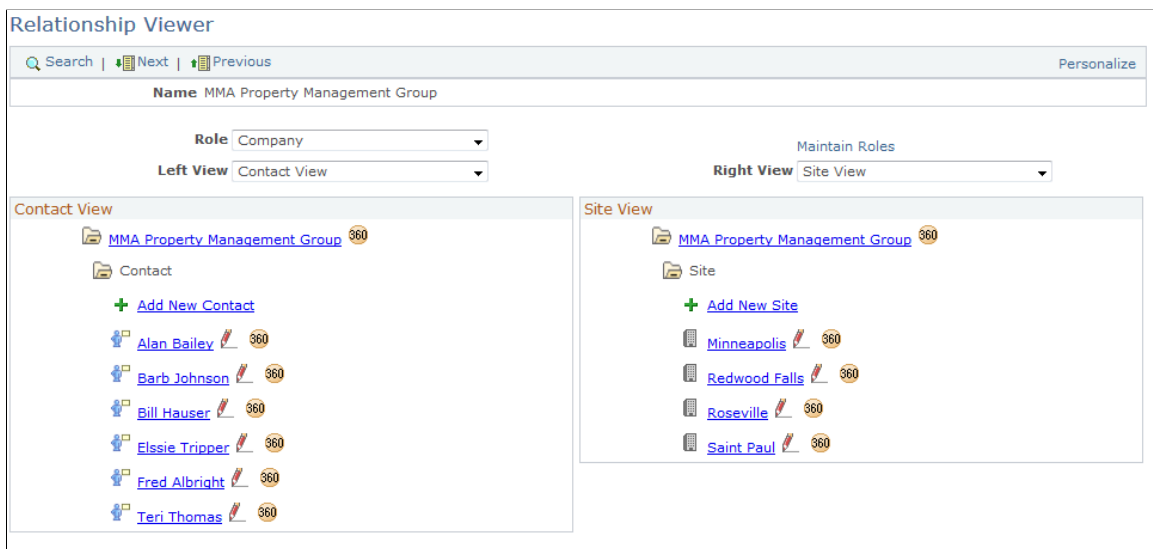 Relationship Viewer
Search | Next | Previous Personalize
Name MMA Property Management Group
Role Company Maintain Roles
Left View Contact View Right View Site View
Contact View
MMA Property Management Group 360
Contact
Add New Contact
Alan Bailey 360
Barb Johnson 360
Bill Hauser 360
Elssie Tripper 360
Fred Albright 360
Teri Thomas 360
Site View
MMA Property Management Group 360
Site
Add New Site
Minneapolis 360
Redwood Falls 360
Roseville 360
Saint Paul 360